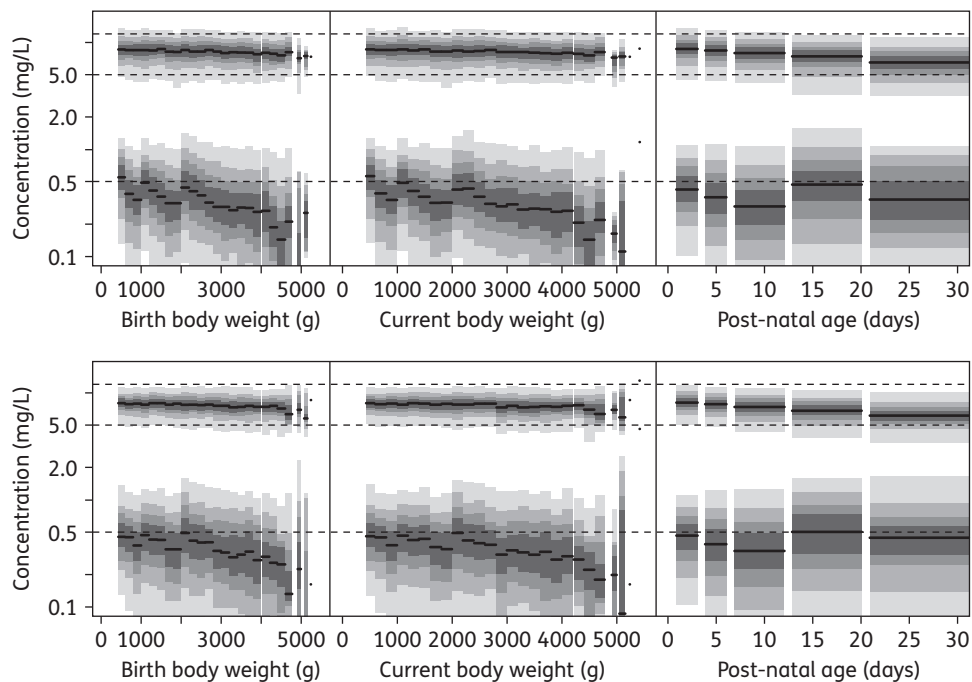 Concentration (mg/L)
5.0
2.0
0.5
0.1
0 1000 3000 5000
Birth body weight (g)
0 1000 2000 3000 4000 5000
Current body weight (g)
0 5 10 15 20 25 30
Post-natal age (days)
Concentration (mg/L)
5.0
2.0
0.5
0.1
0 1000 3000 5000
Birth body weight (g)
0 1000 2000 3000 4000 5000
Current body weight (g)
0 5 10 15 20 25 30
Post-natal age (days)